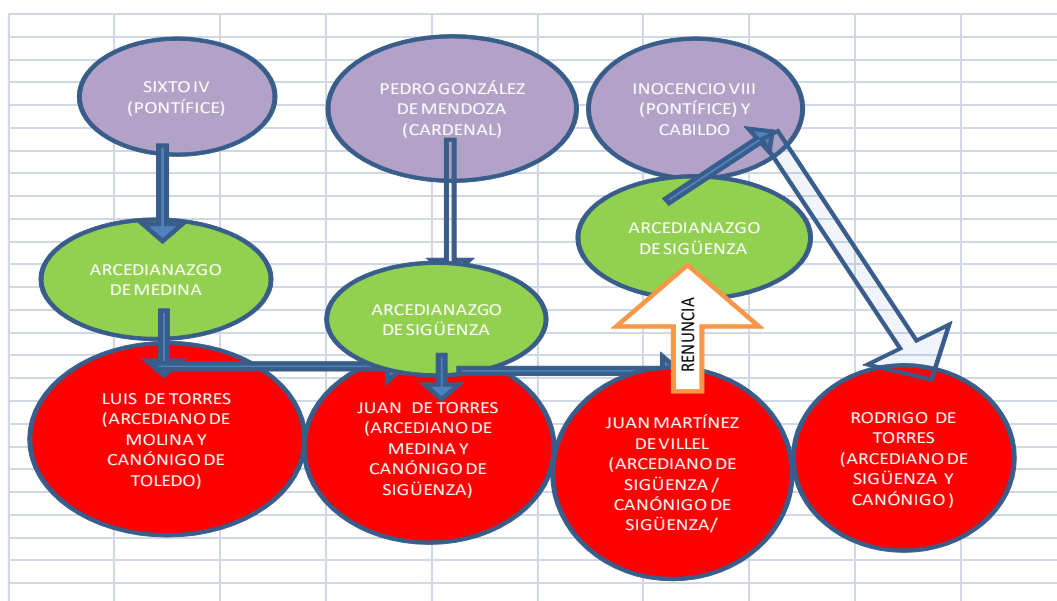 SIXTO IV
(PONTÍFICE)
PEDRO GONZÁLEZ
DE MENDOZA
(CARDENAL)
INOCENCIO VIII
(PONTÍFICE) Y
CABILDO
ARCEDIANAZGO
DE MEDINA
ARCEDIANAZGO
DE SIGÜENZA
ARCEDIANAZGO
DE SIGÜENZA
RENUNCIA
LUIS DE TORRES
(ARCEDIANO DE
MOLINA Y
CANÓNIGO DE
TOLEDO)
JUAN DE TORRES
(ARCEDIANO DE
MEDINA Y
CANÓNIGO DE
SIGÜENZA)
JUAN MARTÍNEZ
DE VILLEL
(ARCEDIANO DE
SIGÜENZA /
CANÓNIGO DE
SIGÜENZA/
RODRIGO DE
TORRES
(ARCEDIANO DE
SIGÜENZA Y
CANÓNIGO )